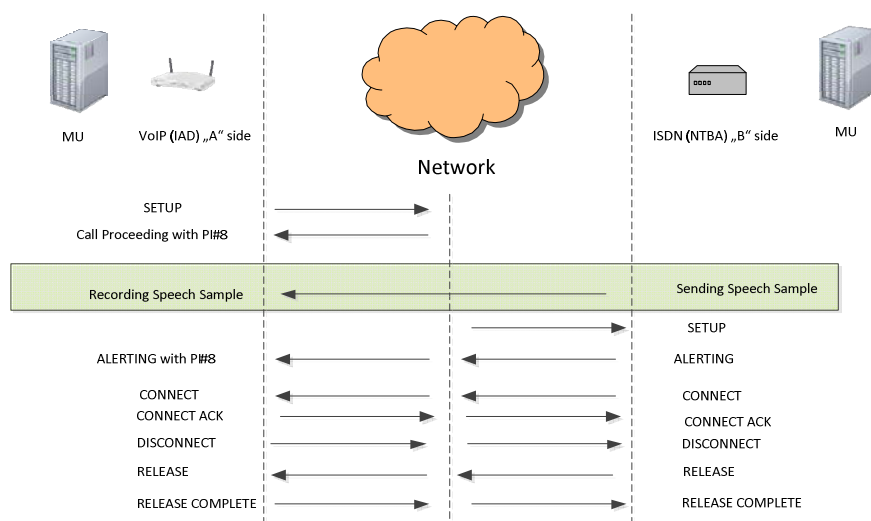 MU
VoIP (IAD) „A“ side
Network
ISDN (NTBA) „B“ side
MU
SETUP
Call Proceeding with PI#8
Recording Speech Sample
Sending Speech Sample
SETUP
ALERTING with PI#8
ALERTING
CONNECT
CONNECT
CONNECT ACK
CONNECT ACK
DISCONNECT
DISCONNECT
RELEASE
RELEASE
RELEASE COMPLETE
RELEASE COMPLETE